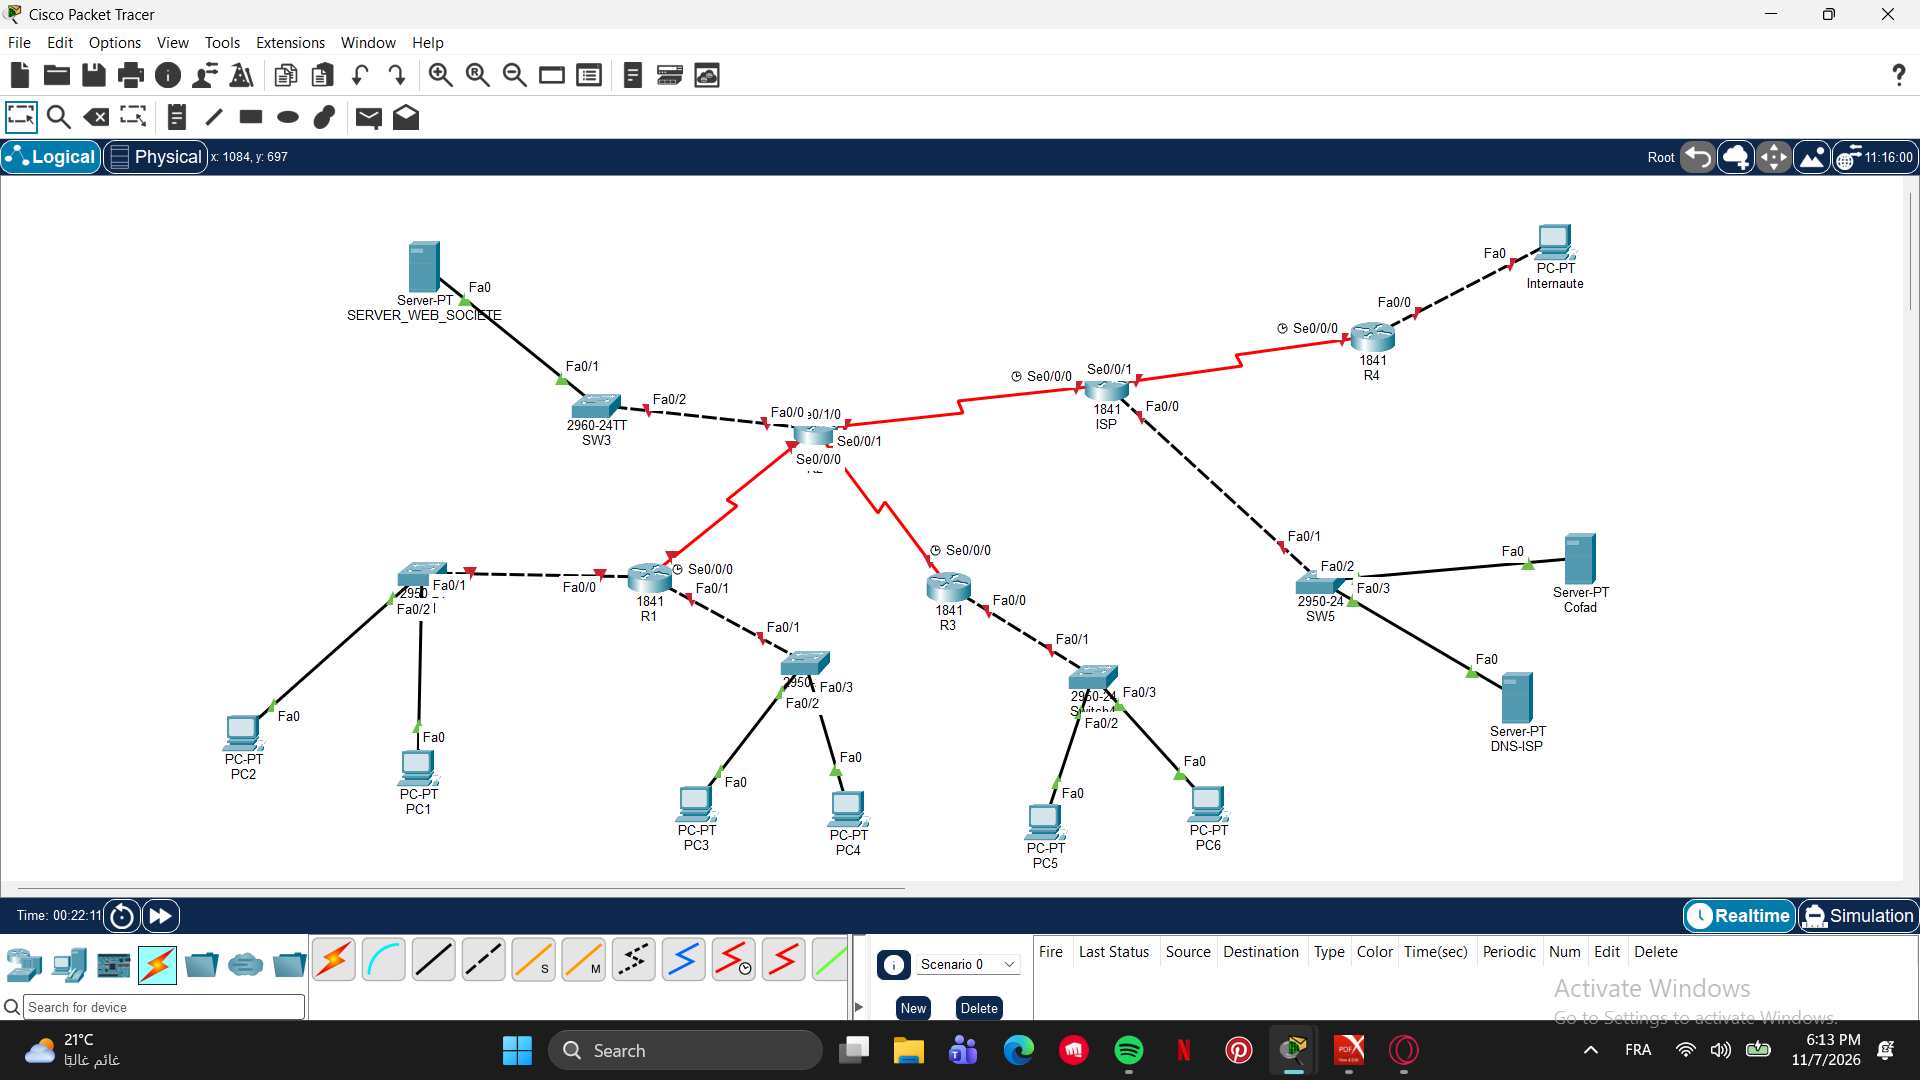 Cisco Packet Tracer
File Edit Options View Tools Extensions Window Help
?
Logical Physical x: 1084, y: 697
Root 11:16:00
Fa0
Server-PT
SERVER_WEB_SOCIETE
Fa0/1
2960-24TT
SW3
Fa0/2
Fa0/0
Se0/0/1
Se0/0/0
Se0/0/0
Se0/0/1
1841
ISP
Fa0/0
Se0/0/0
1841
R4
Fa0/0
Fa0
PC-PT
Internaute
Fa0/1
Fa0/2
Fa0/0
1841
R1
Se0/0/0
Fa0/1
Fa0/1
Fa0/3
Fa0/2
Se0/0/0
1841
R3
Fa0/0
Fa0/1
2950-24
Switch4
Fa0/3
Fa0/2
Fa0/1
Fa0/2
Fa0/3
2950-24
SW5
Fa0
Server-PT
Cofad
Fa0
Server-PT
DNS-ISP
Fa0
PC-PT
PC2
Fa0
PC-PT
PC1
Fa0
PC-PT
PC3
Fa0
PC-PT
PC4
Fa0
PC-PT
PC5
Fa0
PC-PT
PC6
Time: 00:22:11
Realtime Simulation
S M
Search for device
Scenario 0
New Delete
Fire Last Status Source Destination Type Color Time(sec) Periodic Num Edit Delete
Activate Windows
Go to Settings to activate Windows.
21°C
غائم غالبًا
Search
FRA
6:13 PM
11/7/2026